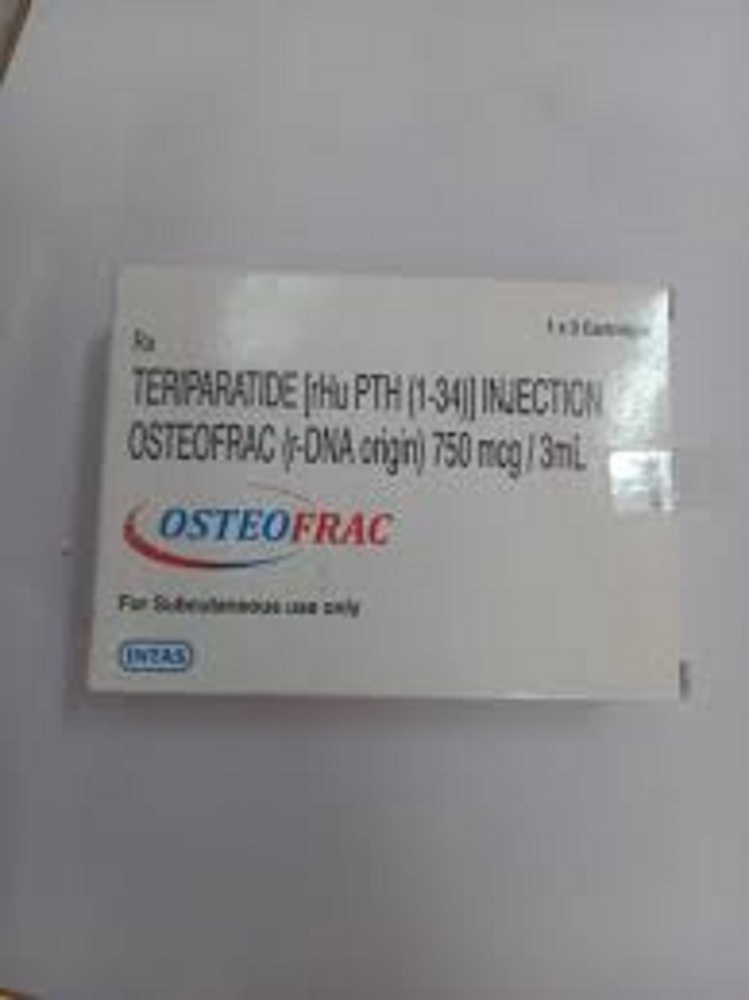 1 x 3 Cartridges
Rx
TERIPARATIDE [rHu PTH (1-34)] INJECTION
OSTEOFRAC (r-DNA origin) 750 mcg / 3mL
OSTEOFRAC
For Subcutaneous use only
INTAS